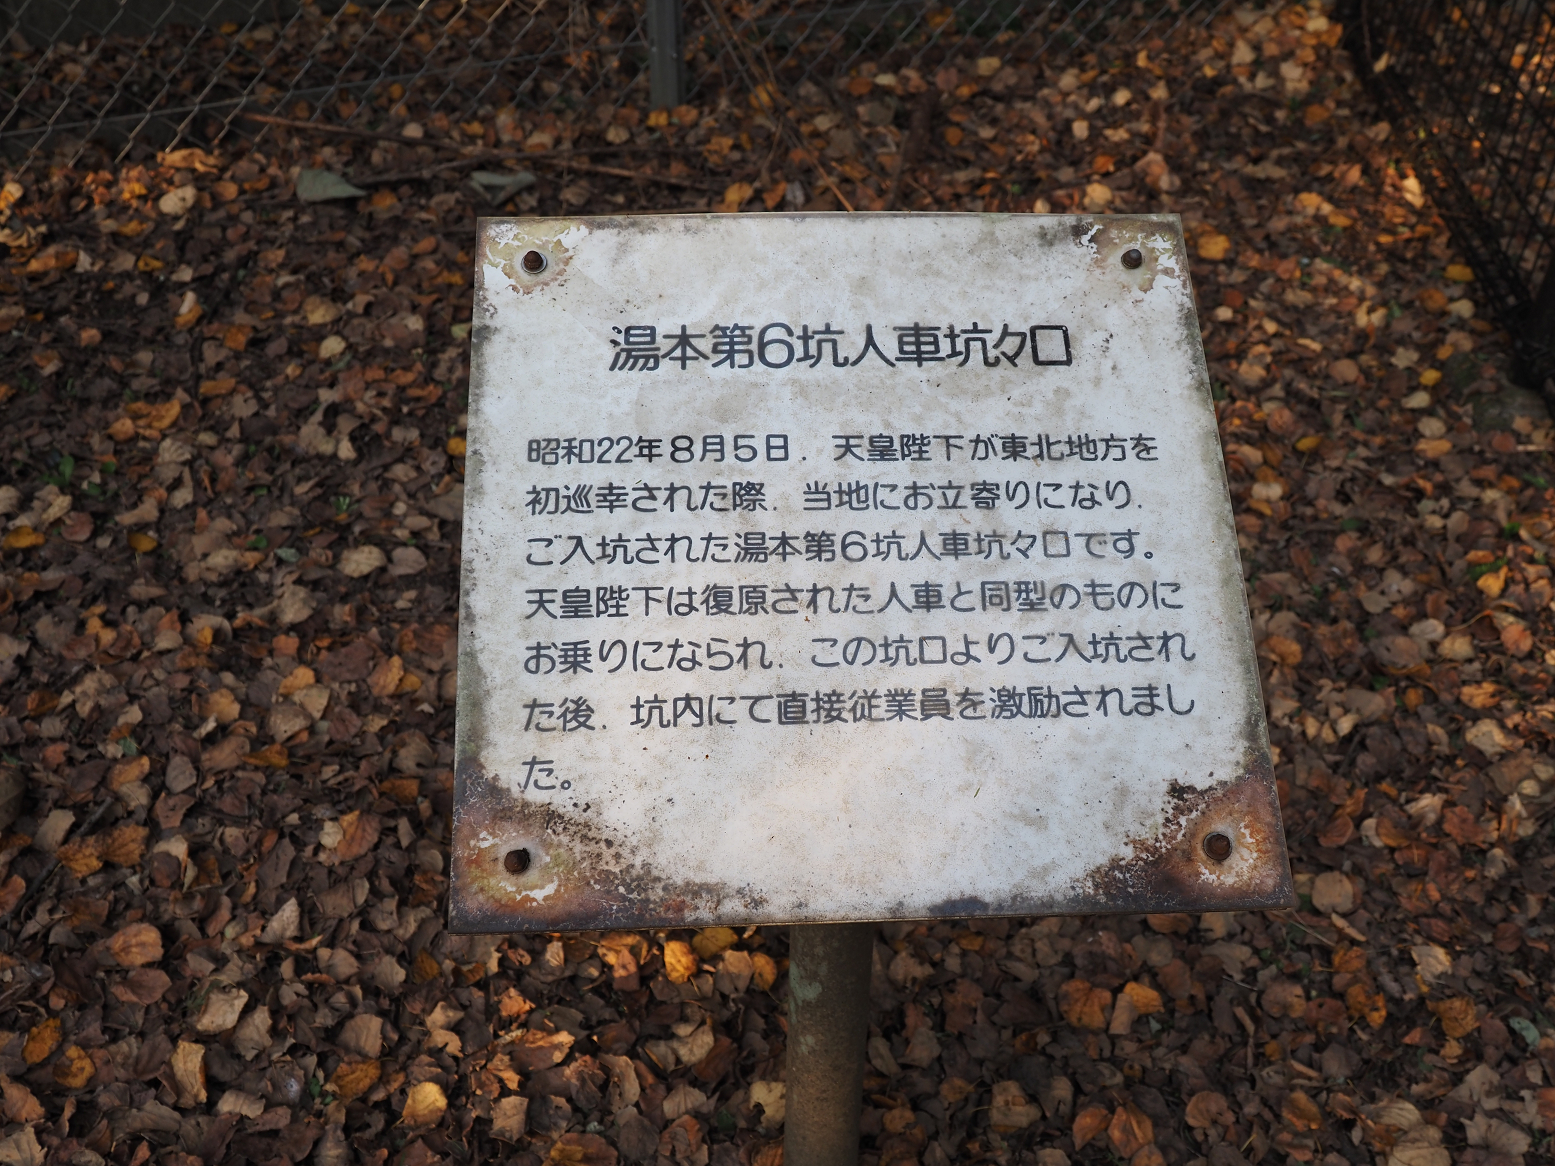 湯本第6坑人車坑々口
昭和22年8月5日．天皇陛下が東北地方を
初巡幸された際．当地にお立寄りになり．
ご入坑された湯本第6坑人車坑々口です。
天皇陛下は復原された人車と同型のものに
お乗りになられ．この坑口よりご入坑され
た後．坑内にて直接従業員を激励されまし
た。